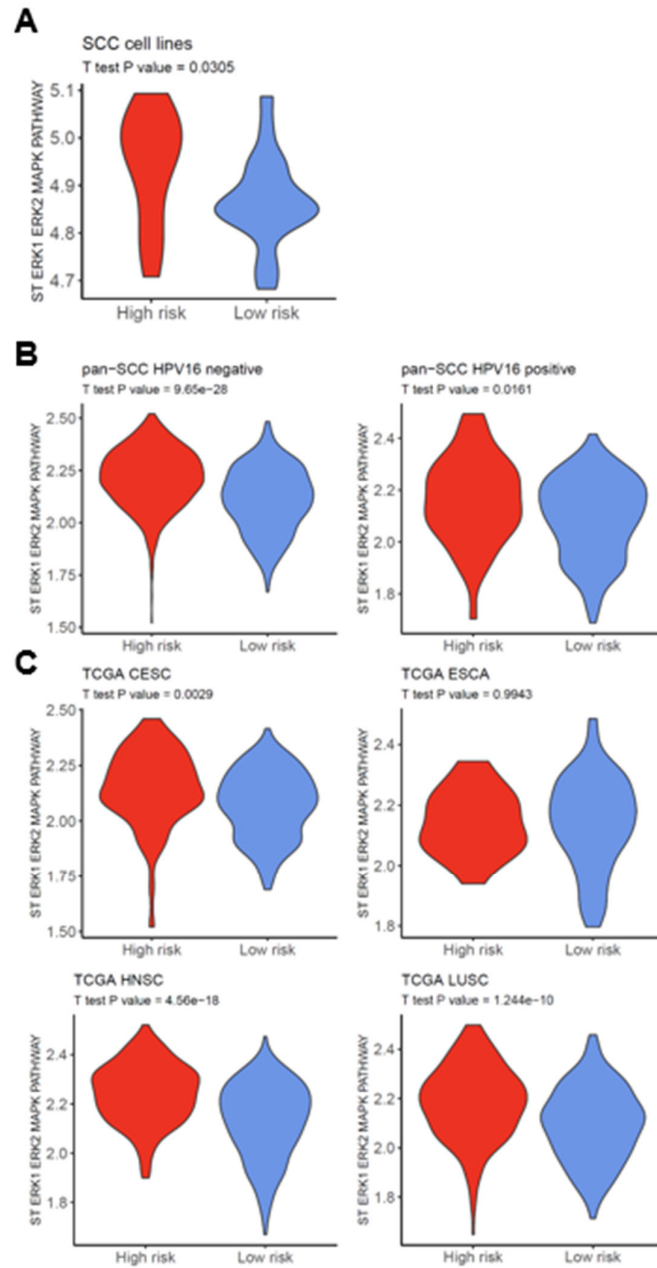 A
SCC cell lines
T test P value = 0.0305
ST ERK1 ERK2 MAPK PATHWAY
5.1
5.0
4.9
4.8
4.7
High risk
Low risk
B
pan-SCC HPV16 negative
T test P value = 9.65e-28
ST ERK1 ERK2 MAPK PATHWAY
2.50
2.25
2.00
1.75
1.50
High risk
Low risk
pan-SCC HPV16 positive
T test P value = 0.0161
ST ERK1 ERK2 MAPK PATHWAY
2.4
2.2
2.0
1.8
High risk
Low risk
C
TCGA CESC
T test P value = 0.0029
ST ERK1 ERK2 MAPK PATHWAY
2.50
2.25
2.00
1.75
1.50
High risk
Low risk
TCGA ESCA
T test P value = 0.9943
ST ERK1 ERK2 MAPK PATHWAY
2.4
2.2
2.0
1.8
High risk
Low risk
TCGA HNSC
T test P value = 4.56e-18
ST ERK1 ERK2 MAPK PATHWAY
2.4
2.2
2.0
1.8
High risk
Low risk
TCGA LUSC
T test P value = 1.244e-10
ST ERK1 ERK2 MAPK PATHWAY
2.4
2.2
2.0
1.8
High risk
Low risk